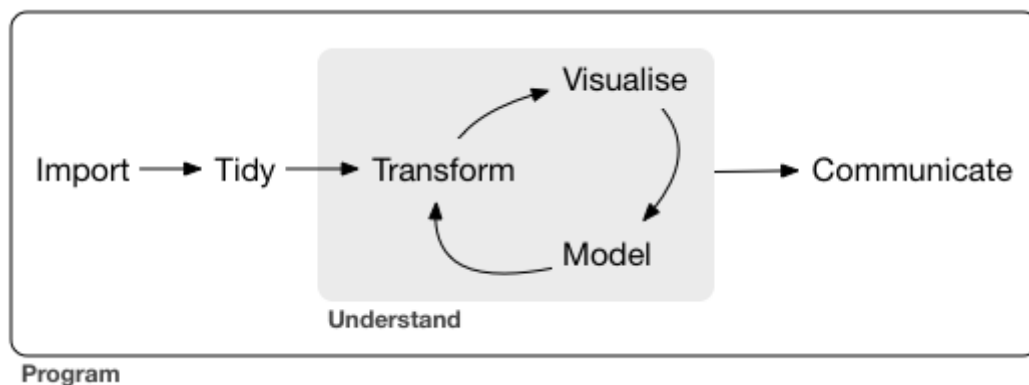 Visualise
Import Tidy Transform Communicate
Model
Understand
Program